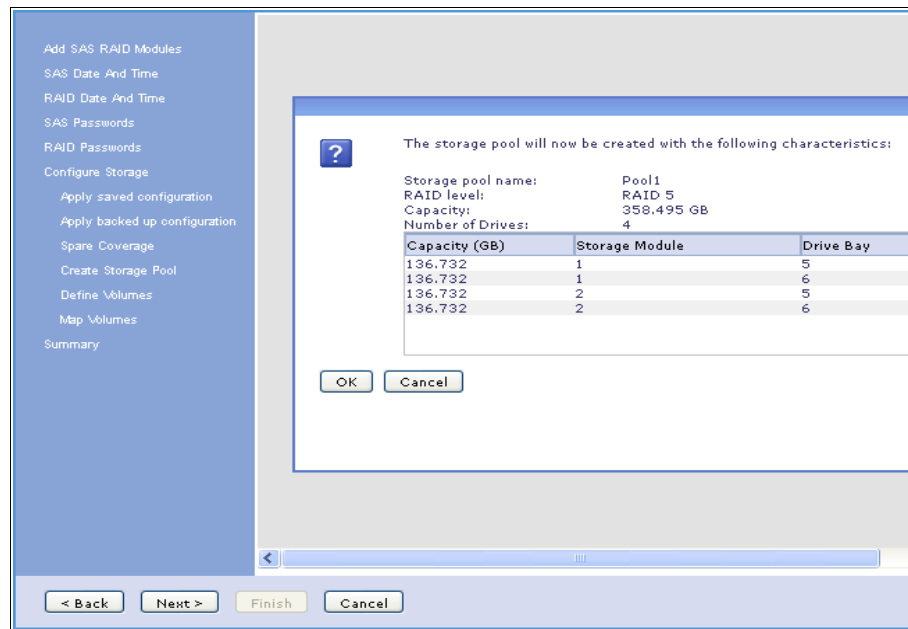 Add SAS RAID Modules
SAS Date And Time
RAID Date And Time
SAS Passwords
RAID Passwords
Configure Storage
Apply saved configuration
Apply backed up configuration
Spare Coverage
Create Storage Pool
Define Volumes
Map Volumes
Summary
?
The storage pool will now be created with the following characteristics:
Storage pool name: Pool1
RAID level: RAID 5
Capacity: 358.495 GB
Number of Drives: 4
Capacity (GB) Storage Module Drive Bay
136.732 1 5
136.732 1 6
136.732 2 5
136.732 2 6
OK Cancel
< Back Next > Finish Cancel